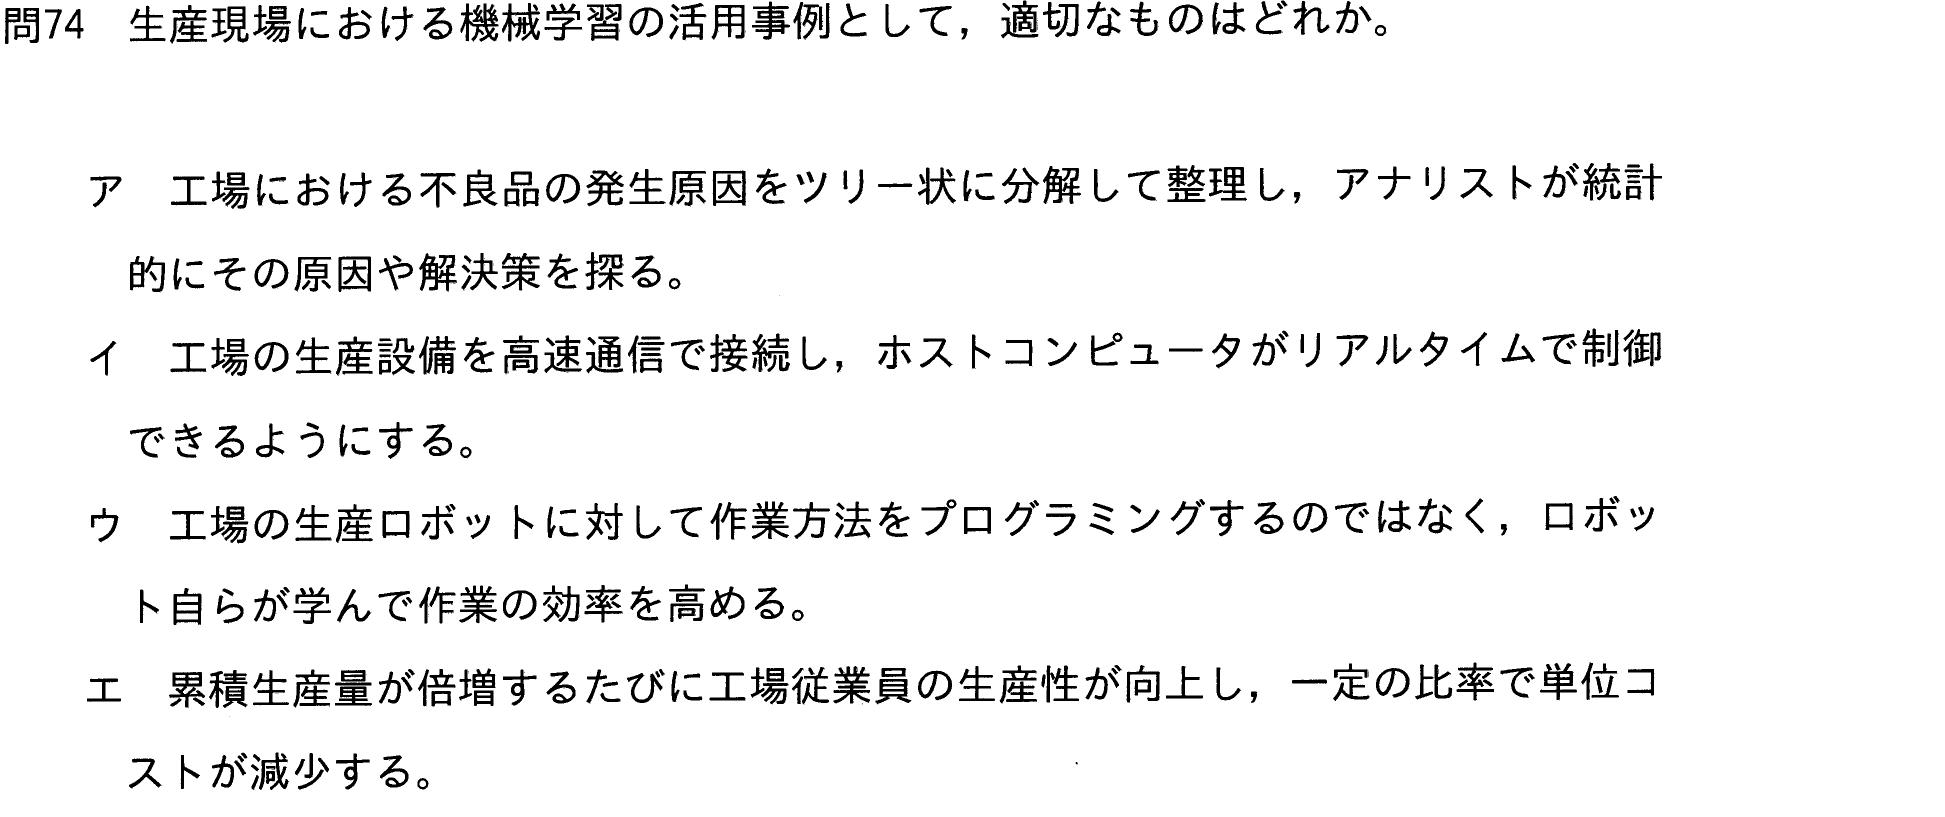 問74　生産現場における機械学習の活用事例として，適切なものはどれか。
ア　工場における不良品の発生原因をツリー状に分解して整理し，アナリストが統計
的にその原因や解決策を探る。
イ　工場の生産設備を高速通信で接続し，ホストコンピュータがリアルタイムで制御
できるようにする。
ウ　工場の生産ロボットに対して作業方法をプログラミングするのではなく，ロボッ
ト自らが学んで作業の効率を高める。
エ　累積生産量が倍増するたびに工場従業員の生産性が向上し，一定の比率で単位コ
ストが減少する。